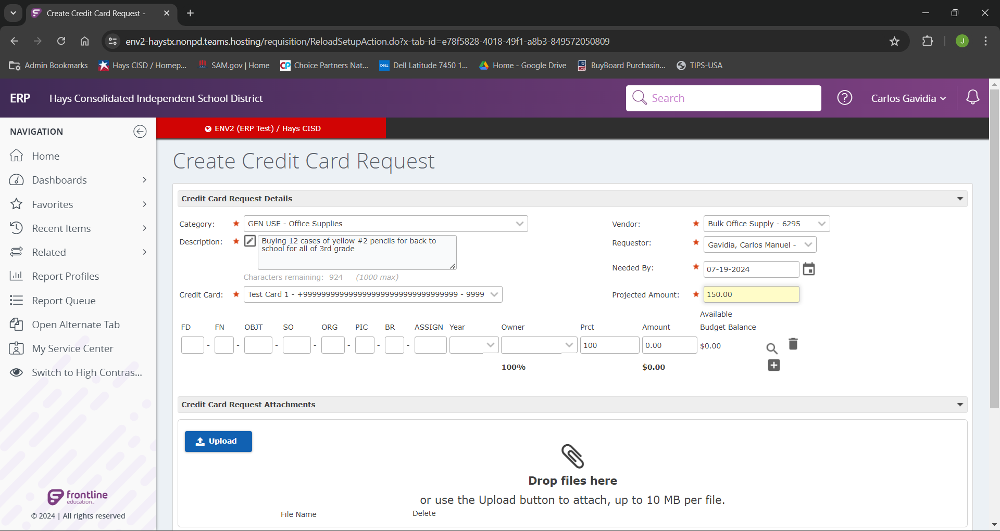 Create Credit Card Request -
env2-haystx.nonpd.teams.hosting/requisition/ReloadSetupAction.do?x-tab-id=e78f5828-4018-49f1-a8b3-849572050809
J
Admin Bookmarks
Hays CISD / Homep...
SAM.gov | Home
CP
Choice Partners Nat...
DELL
Dell Latitude 7450 1...
Home - Google Drive
BuyBoard Purchasin...
TIPS-USA
ERP
Hays Consolidated Independent School District
Search
Carlos Gavidia
NAVIGATION
ENV2 (ERP Test) / Hays CISD
Home
Dashboards
Favorites
Recent Items
Related
Report Profiles
Report Queue
Open Alternate Tab
My Service Center
Switch to High Contras...
frontline
education
© 2024 | All rights reserved
Create Credit Card Request
Credit Card Request Details
Category: GEN USE - Office Supplies
Vendor: Bulk Office Supply - 6295
Description: Buying 12 cases of yellow #2 pencils for back to
school for all of 3rd grade
Requestor: Gavidia, Carlos Manuel -
Needed By: 07-19-2024
Characters remaining: 924 (1000 max)
Credit Card: Test Card 1 - +99999999999999999999999999999999 - 9999
Projected Amount: 150.00
Available
FD FN OBJT SO ORG PIC BR ASSIGN Year Owner Prct Amount Budget Balance
- - - - - - - 100 0.00 $0.00
100% $0.00
Credit Card Request Attachments
Upload
Drop files here
or use the Upload button to attach, up to 10 MB per file.
File Name Delete